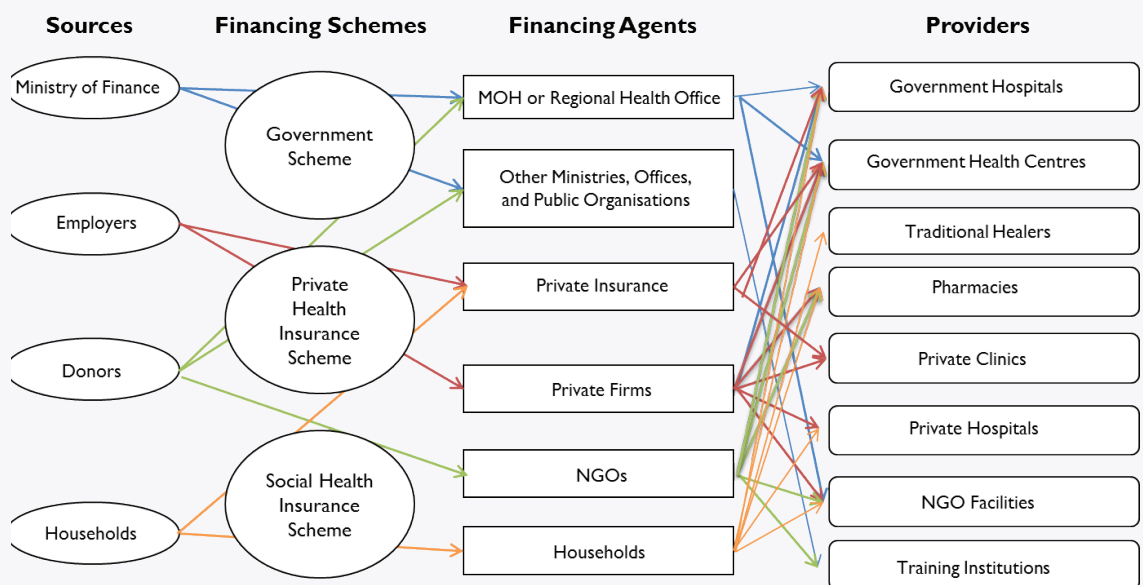 Sources
Financing Schemes
Financing Agents
Providers
Ministry of Finance
Employers
Donors
Households
Government
Scheme
Private
Health
Insurance
Scheme
Social Health
Insurance
Scheme
MOH or Regional Health Office
Other Ministries, Offices,
and Public Organisations
Private Insurance
Private Firms
NGOs
Households
Government Hospitals
Government Health Centres
Traditional Healers
Pharmacies
Private Clinics
Private Hospitals
NGO Facilities
Training Institutions